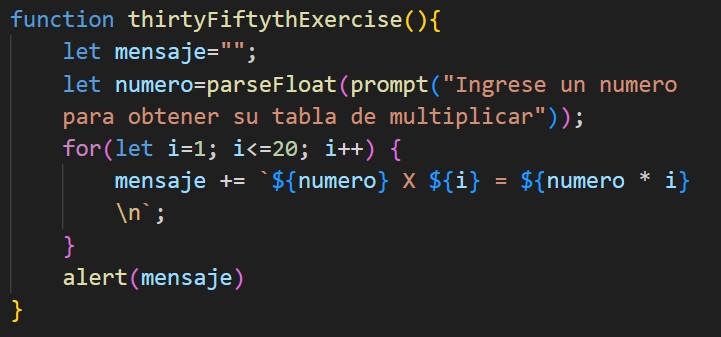 function thirtyFiftythExercise(){
    let mensaje="";
    let numero=parseFloat(prompt("Ingrese un numero
    para obtener su tabla de multiplicar"));
    for(let i=1; i<=20; i++) {
        mensaje += `${numero} X ${i} = ${numero * i}
        \n`;
    }
    alert(mensaje)
}